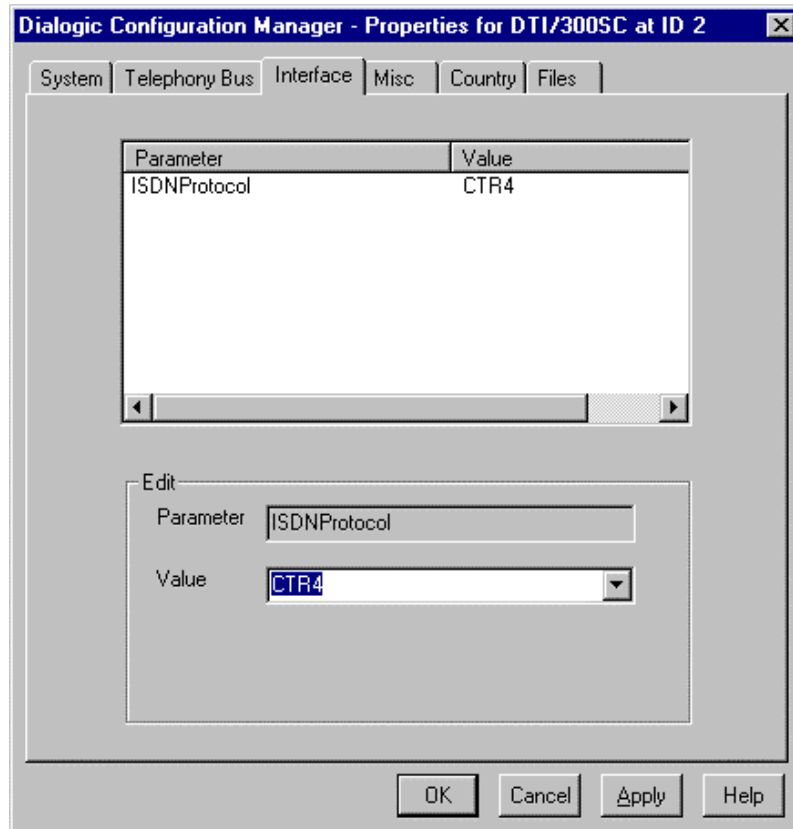 Dialogic Configuration Manager - Properties for DTI/300SC at ID 2
System Telephony Bus Interface Misc Country Files
Parameter Value
ISDNProtocol CTR4
Edit
Parameter ISDNProtocol
Value CTR4
OK Cancel Apply Help